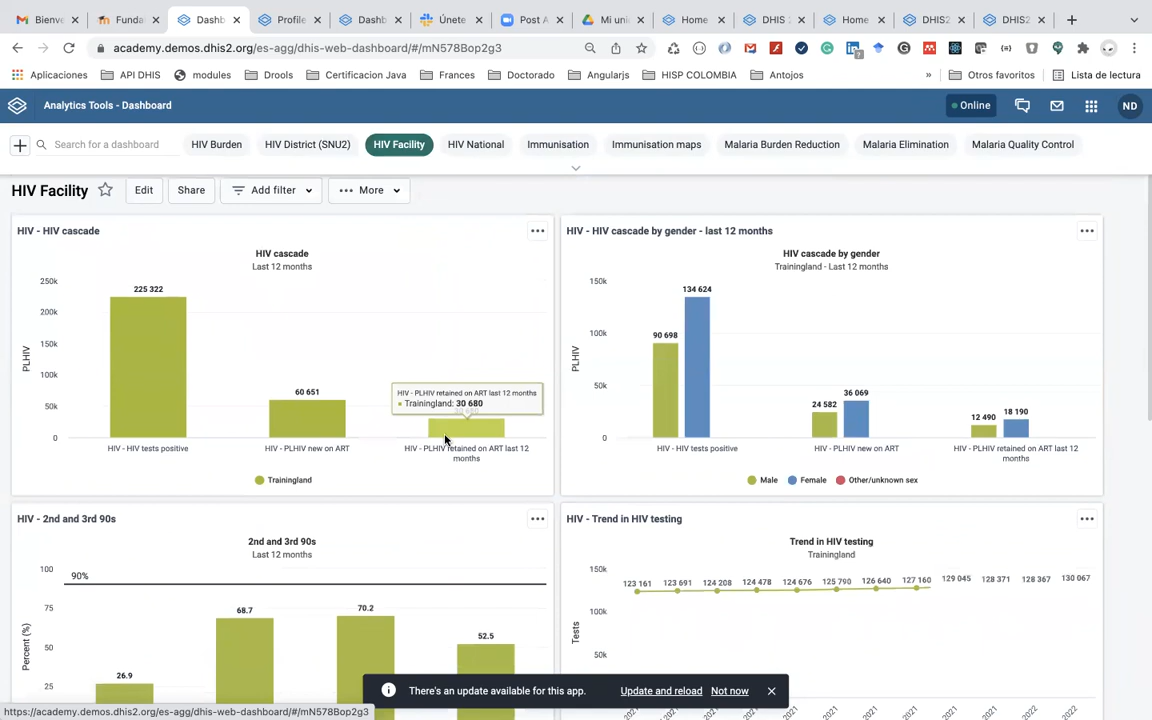 Bienve
Funda
Dashb
Profile
Dashb
Únete
Post A
Mi uni
Home
DHIS 2
Home
DHIS2
DHIS2
academy.demos.dhis2.org/es-agg/dhis-web-dashboard/#/mN578Bop2g3
Aplicaciones
API DHIS
modules
Drools
Certificacion Java
Frances
Doctorado
Angularjs
HISP COLOMBIA
Antojos
»
Otros favoritos
Lista de lectura
Analytics Tools - Dashboard
Online
ND
Search for a dashboard
HIV Burden
HIV District (SNU2)
HIV Facility
HIV National
Immunisation
Immunisation maps
Malaria Burden Reduction
Malaria Elimination
Malaria Quality Control
HIV Facility
Edit
Share
Add filter
More
HIV - HIV cascade
HIV cascade
Last 12 months
250k
200k
150k
100k
50k
0
PLHIV
225 322
60 651
HIV - PLHIV retained on ART last 12 months
Trainingland: 30 680
HIV - HIV tests positive
HIV - PLHIV new on ART
HIV - PLHIV retained on ART last 12
months
Trainingland
HIV - HIV cascade by gender - last 12 months
HIV cascade by gender
Trainingland - Last 12 months
150k
100k
50k
0
PLHIV
90 698
134 624
24 582
36 069
12 490
18 190
HIV - HIV tests positive
HIV - PLHIV new on ART
HIV - PLHIV retained on ART last 12
months
Male
Female
Other/unknown sex
HIV - 2nd and 3rd 90s
2nd and 3rd 90s
Last 12 months
100
75
50
25
Percent (%)
90%
26.9
68.7
70.2
52.5
HIV - Trend in HIV testing
Trend in HIV testing
Trainingland
150k
100k
50k
Tests
123 161
123 691
124 208
124 478
124 676
125 790
126 640
127 160
129 045
128 371
128 367
130 067
There's an update available for this app.
Update and reload
Not now
https://academy.demos.dhis2.org/es-agg/dhis-web-dashboard/#/mN578Bop2g3